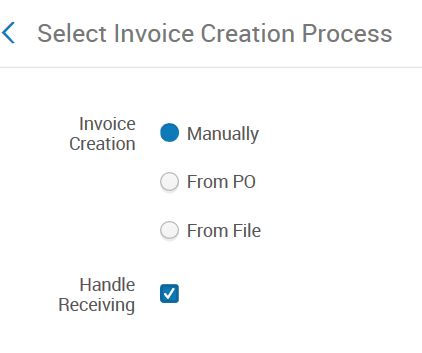 Select Invoice Creation Process
Invoice
Creation
Manually
From PO
From File
Handle
Receiving